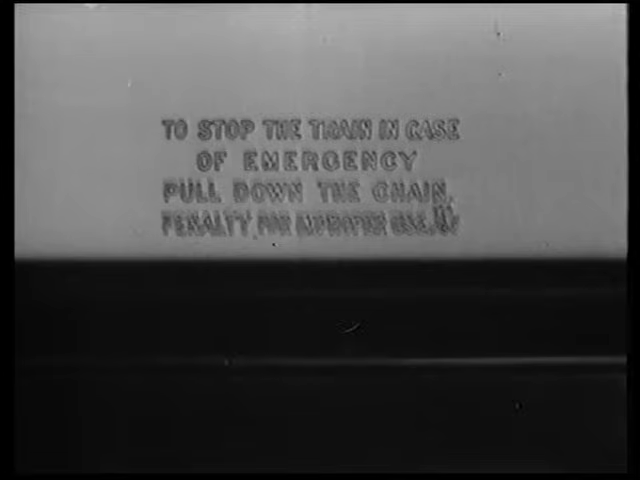 TO STOP THE TRAIN IN CASE
OF EMERGENCY
PULL DOWN THE CHAIN,
PENALTY FOR IMPROPER USE,